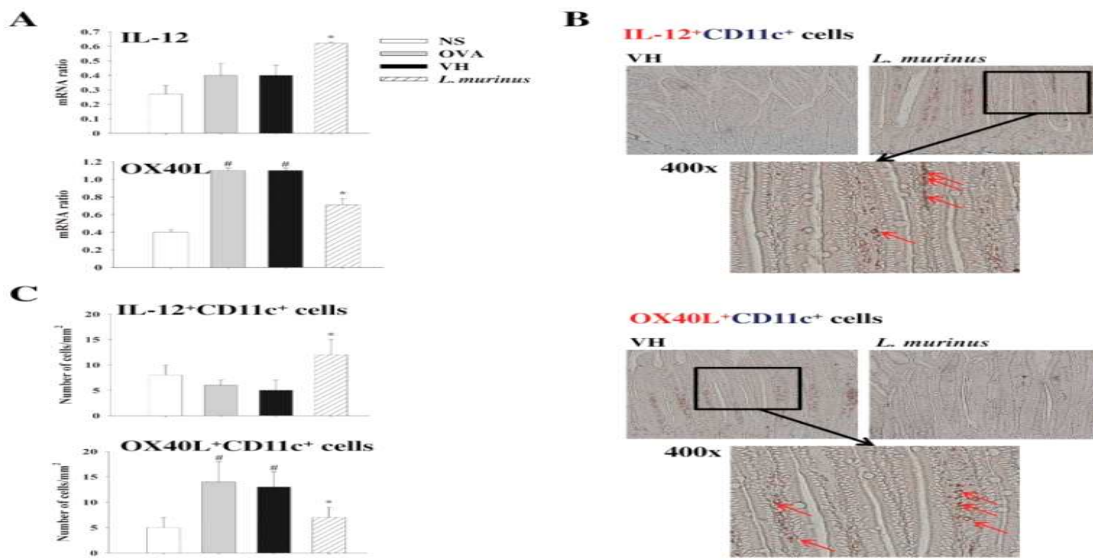 A
IL-12
mRNA ratio
0.7
0.6
0.5
0.4
0.3
0.2
0.1
0
*
NS
OVA
VH
L. murinus
OX40L
mRNA ratio
1.2
1.0
0.8
0.6
0.4
0.2
0
# # *
C
IL-12⁺CD11c⁺ cells
Number of cells/mm²
20
15
10
5
0
*
OX40L⁺CD11c⁺ cells
Number of cells/mm²
20
15
10
5
0
# # *
B
IL-12⁺CD11c⁺ cells
VH L. murinus
400x
OX40L⁺CD11c⁺ cells
VH L. murinus
400x